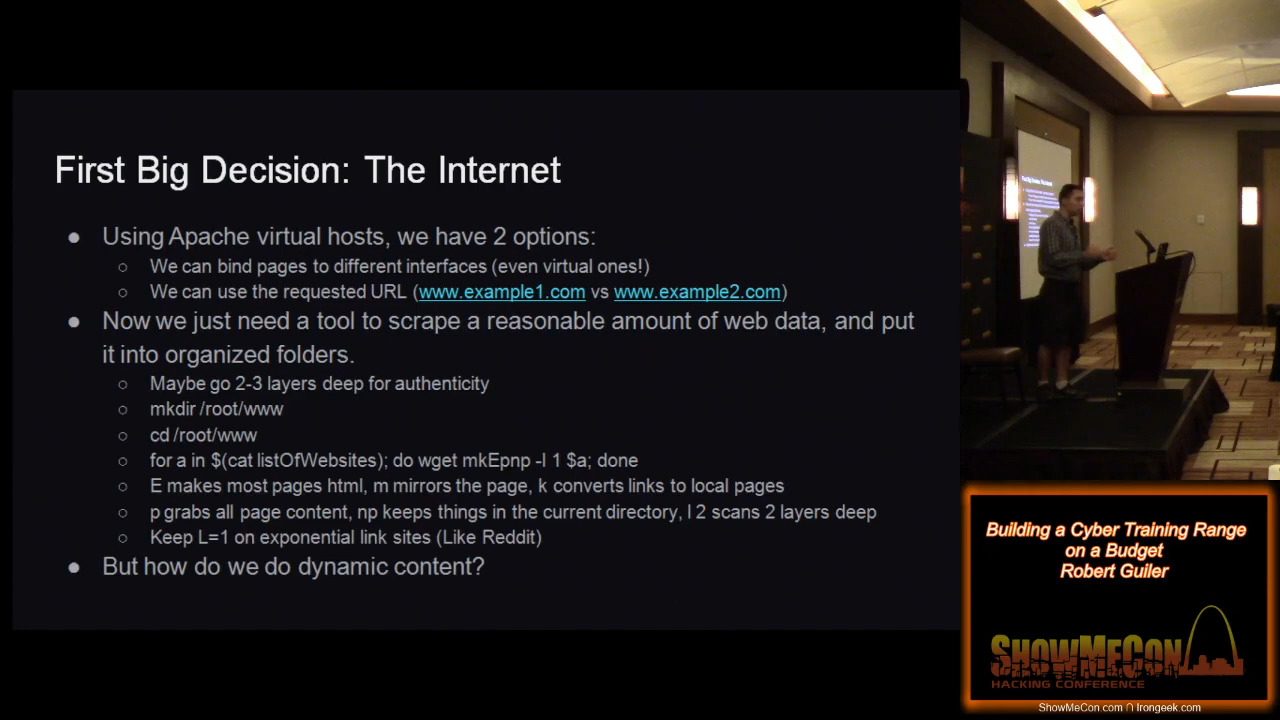 First Big Decision: The Internet
● Using Apache virtual hosts, we have 2 options:
○ We can bind pages to different interfaces (even virtual ones!)
○ We can use the requested URL (www.example1.com vs www.example2.com)
● Now we just need a tool to scrape a reasonable amount of web data, and put
it into organized folders.
○ Maybe go 2-3 layers deep for authenticity
○ mkdir /root/www
○ cd /root/www
○ for a in $(cat listOfWebsites); do wget mkEpnp -l 1 $a; done
○ E makes most pages html, m mirrors the page, k converts links to local pages
○ p grabs all page content, np keeps things in the current directory, l 2 scans 2 layers deep
○ Keep L=1 on exponential link sites (Like Reddit)
● But how do we do dynamic content?
First Big Decision: The Internet
Building a Cyber Training Range
on a Budget
Robert Guiler
SHOWMECON
HACKING CONFERENCE
ShowMeCon.com ∩ Irongeek.com